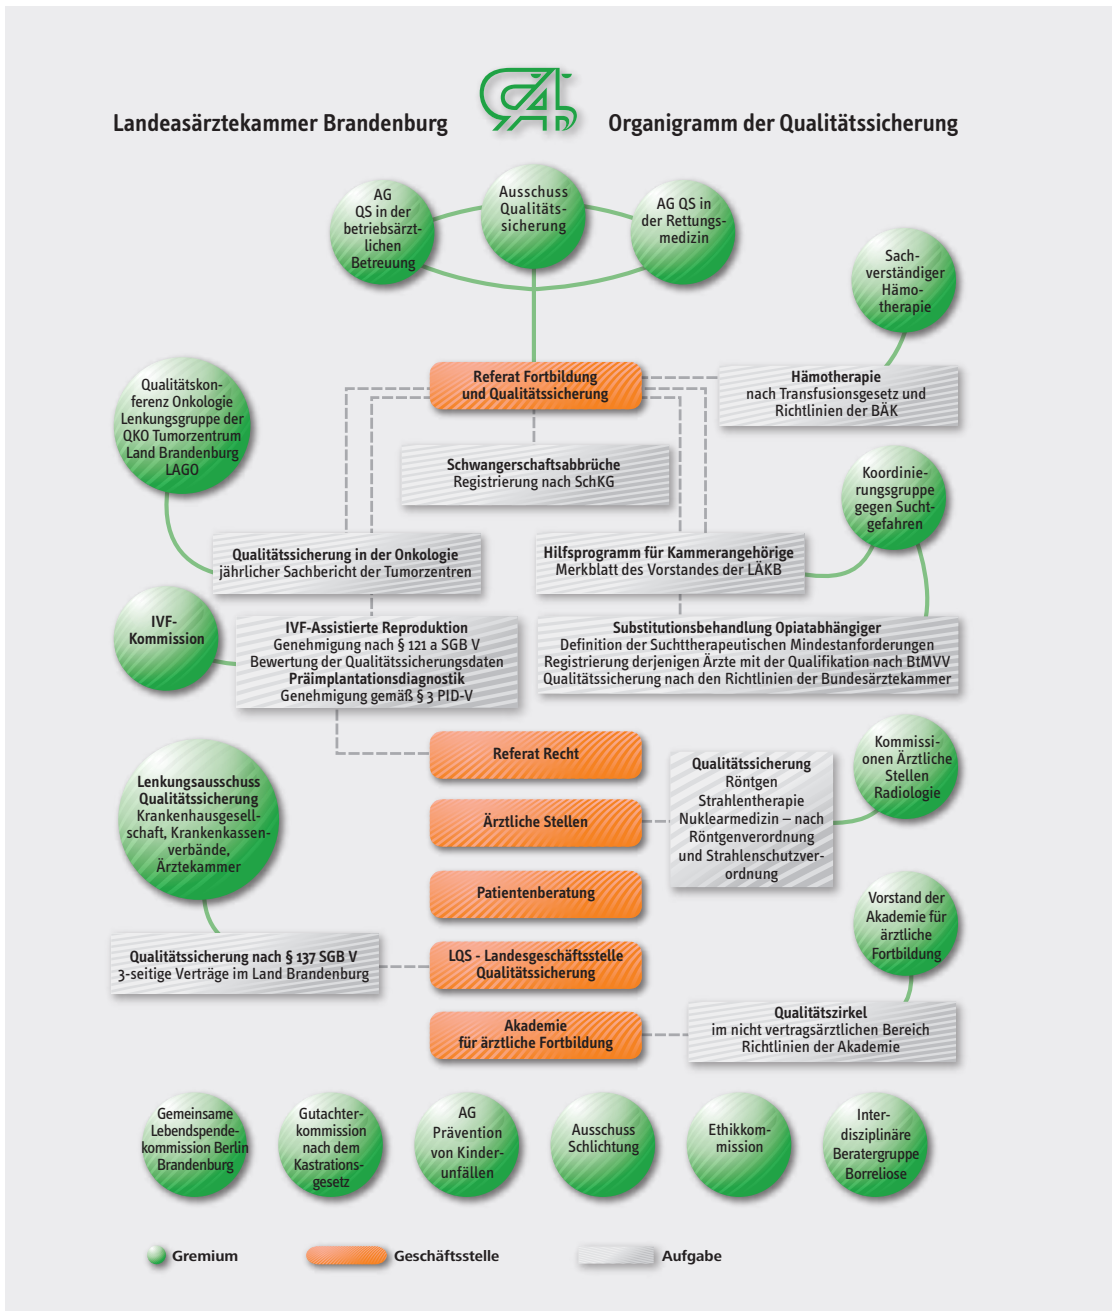 Landeasärztekammer Brandenburg
Organigramm der Qualitätssicherung
AG
QS in der
betriebsärzt-
lichen
Betreuung
Ausschuss
Qualitäts-
sicherung
AG QS in
der Rettungs-
medizin
Sach-
verständiger
Hämo-
therapie
Referat Fortbildung
und Qualitätssicherung
Hämotherapie
nach Transfusionsgesetz und
Richtlinien der BÄK
Qualitätskon-
ferenz Onkologie
Lenkungsgruppe der
QKO Tumorzentrum
Land Brandenburg
LAGO
Schwangerschaftsabbrüche
Registrierung nach SchKG
Koordinie-
rungsgruppe
gegen Sucht-
gefahren
Qualitätssicherung in der Onkologie
jährlicher Sachbericht der Tumorzentren
Hilfsprogramm für Kammerangehörige
Merkblatt des Vorstandes der LÄKB
IVF-
Kommission
IVF-Assistierte Reproduktion
Genehmigung nach § 121 a SGB V
Bewertung der Qualitätssicherungsdaten
Präimplantationsdiagnostik
Genehmigung gemäß § 3 PID-V
Substitutionsbehandlung Opiatabhängiger
Definition der Suchttherapeutischen Mindestanforderungen
Registrierung derjenigen Ärzte mit der Qualifikation nach BtMVV
Qualitätssicherung nach den Richtlinien der Bundesärztekammer
Referat Recht
Lenkungsausschuss
Qualitätssicherung
Krankenhausgesell-
schaft, Krankenkassen-
verbände,
Ärztekammer
Ärztliche Stellen
Qualitätssicherung
Röntgen
Strahlentherapie
Nuklearmedizin – nach
Röntgenverordnung
und Strahlenschutzver-
ordnung
Kommissi-
onen Ärztliche
Stellen
Radiologie
Patientenberatung
Vorstand der
Akademie für
ärztliche
Fortbildung
Qualitätssicherung nach § 137 SGB V
3-seitige Verträge im Land Brandenburg
LQS - Landesgeschäftsstelle
Qualitätssicherung
Akademie
für ärztliche Fortbildung
Qualitätszirkel
im nicht vertragsärztlichen Bereich
Richtlinien der Akademie
Gemeinsame
Lebendspende-
kommission Berlin
Brandenburg
Gutachter-
kommission
nach dem
Kastrations-
gesetz
AG
Prävention
von Kinder-
unfällen
Ausschuss
Schlichtung
Ethikkom-
mission
Inter-
disziplinäre
Beratergruppe
Borreliose
Gremium
Geschäftsstelle
Aufgabe